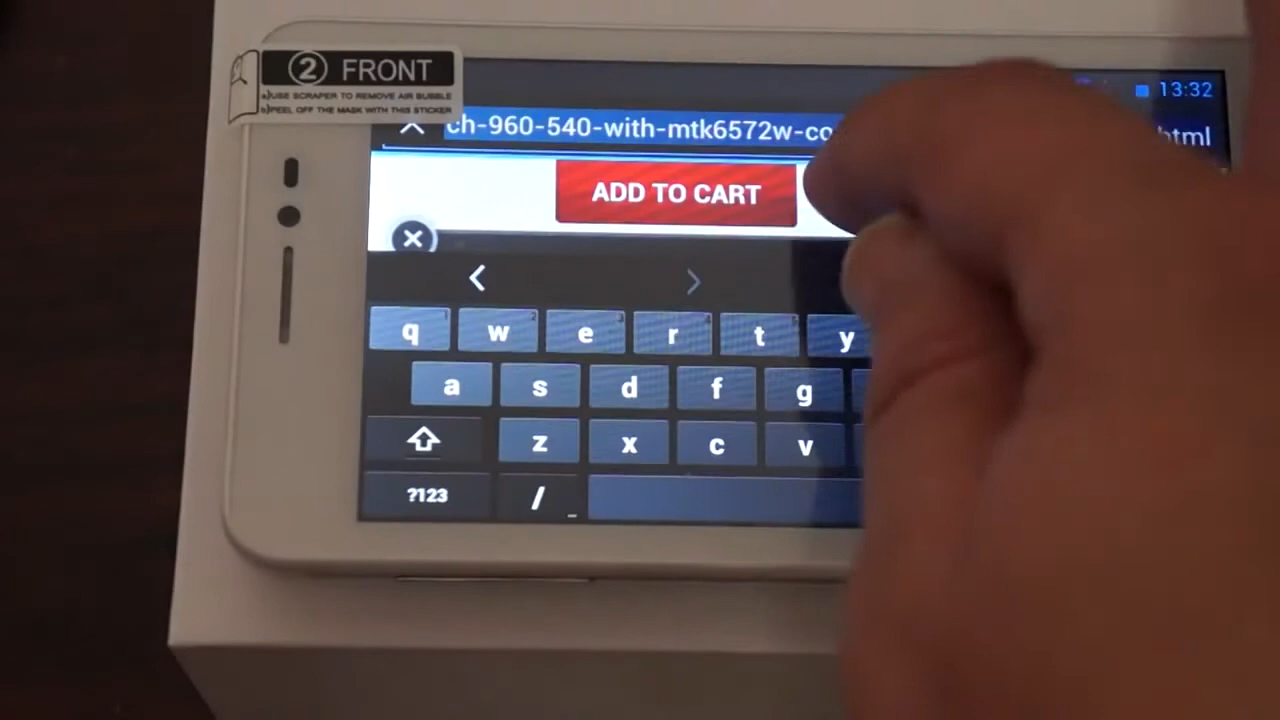 2 FRONT
a)USE SCRAPER TO REMOVE AIR BUBBLE
b)PEEL OFF THE MASK WITH THIS STICKER
13:32
ch-960-540-with-mtk6572w-co html
ADD TO CART
q w e r t y
a s d f g
z x c v
?123 / _